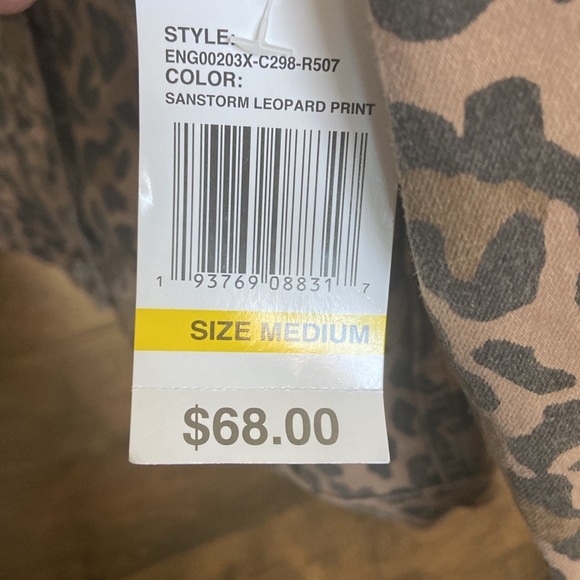 STYLE:
ENG00203X-C298-R507
COLOR:
SANSTORM LEOPARD PRINT
1 93769 08831 7
SIZE MEDIUM
$68.00